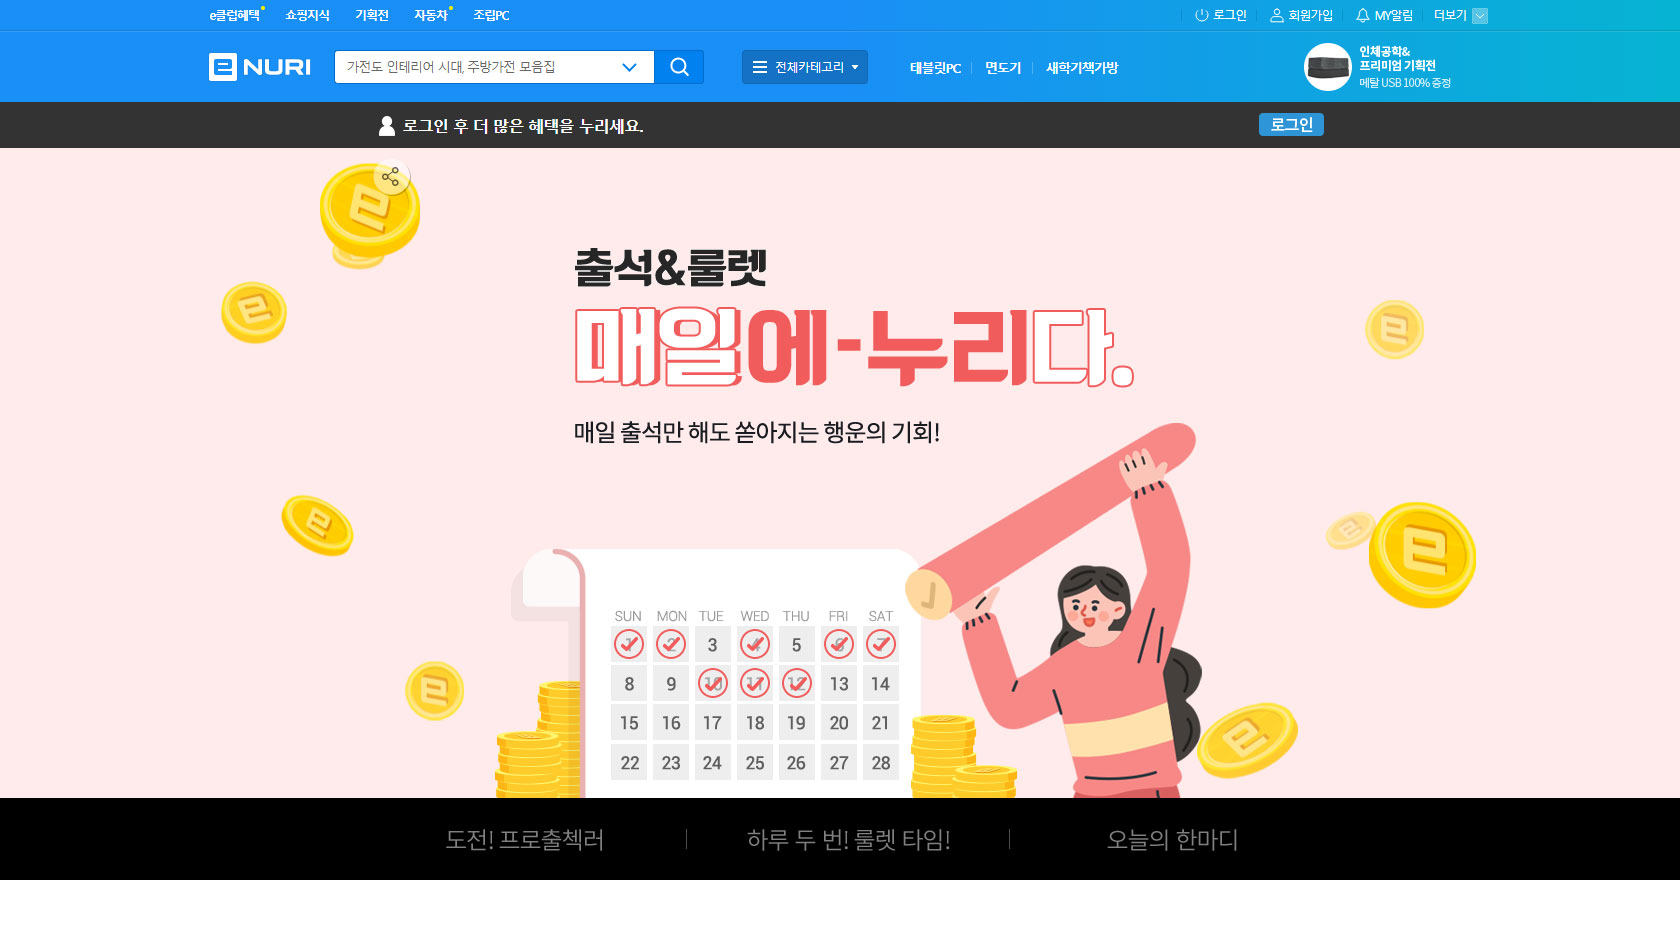 e클럽혜택 쇼핑지식 기획전 자동차 조립PC
로그인 회원가입 MY알림 더보기
eNURI 가전도 인테리어 시대, 주방가전 모음집 전체카테고리 태블릿PC 면도기 새학기책가방
인체공학&
프리미엄 기획전
메탈 USB 100% 증정
로그인 후 더 많은 혜택을 누리세요. 로그인
출석&룰렛
매일에-누리다.
매일 출석만 해도 쏟아지는 행운의 기회!
SUN MON TUE WED THU FRI SAT
1 2 3 4 5 6 7
8 9 10 11 12 13 14
15 16 17 18 19 20 21
22 23 24 25 26 27 28
도전! 프로출첵러 하루 두 번! 룰렛 타임! 오늘의 한마디